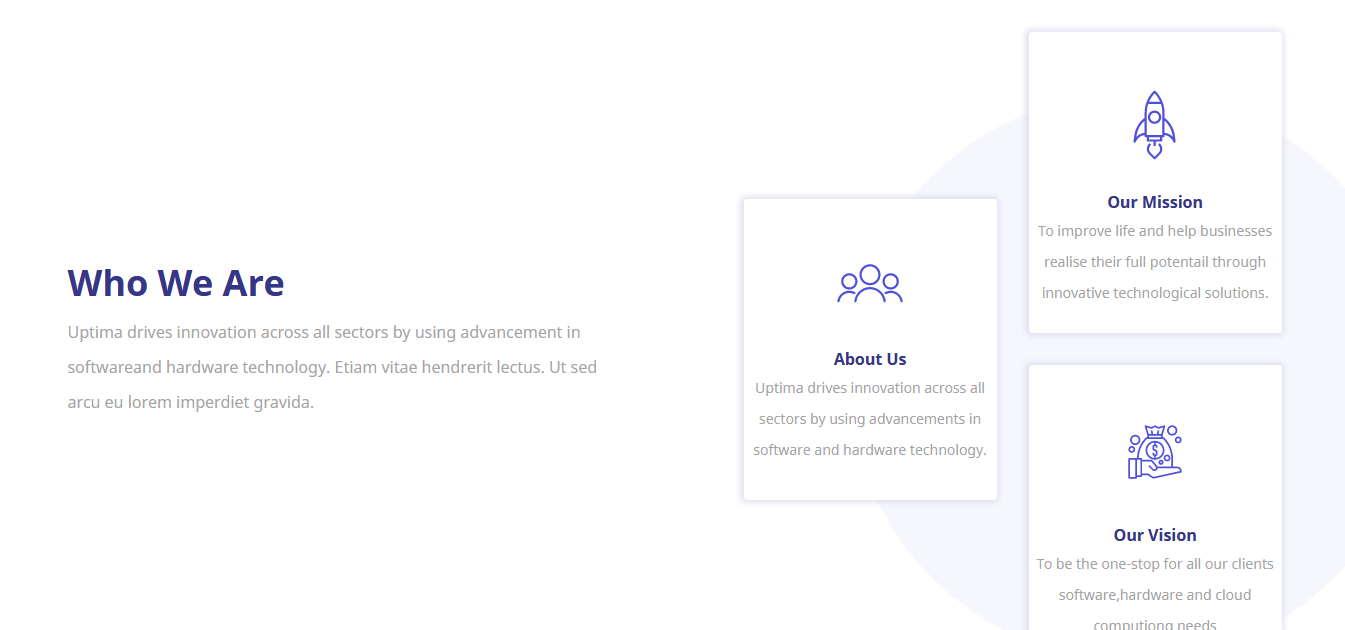 Who We Are
Uptima drives innovation across all sectors by using advancement in
softwareand hardware technology. Etiam vitae hendrerit lectus. Ut sed
arcu eu lorem imperdiet gravida.
About Us
Uptima drives innovation across all
sectors by using advancements in
software and hardware technology.
Our Mission
To improve life and help businesses
realise their full potentail through
innovative technological solutions.
Our Vision
To be the one-stop for all our clients
software,hardware and cloud
computiong needs